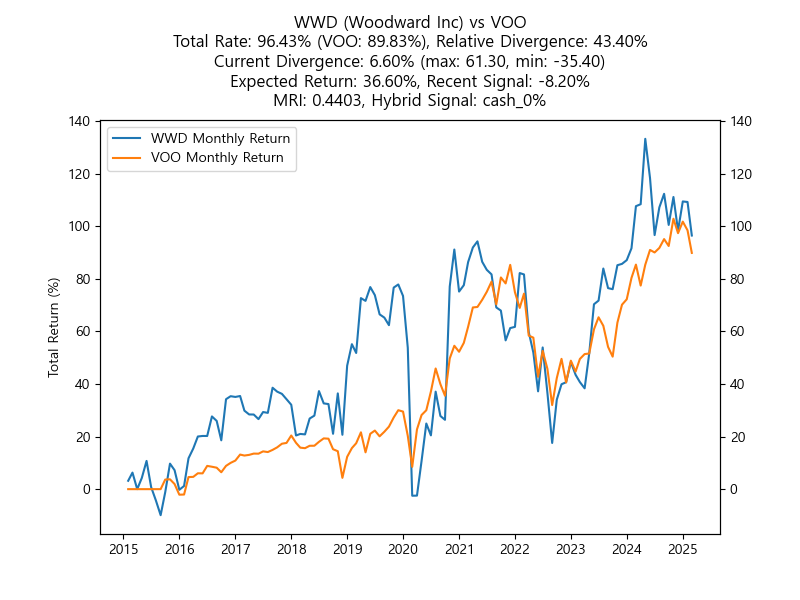 WWD (Woodward Inc) vs VOO
Total Rate: 96.43% (VOO: 89.83%), Relative Divergence: 43.40%
Current Divergence: 6.60% (max: 61.30, min: -35.40)
Expected Return: 36.60%, Recent Signal: -8.20%
MRI: 0.4403, Hybrid Signal: cash_0%
WWD Monthly Return
VOO Monthly Return
Total Return (%)
140
120
100
80
60
40
20
0
140
120
100
80
60
40
20
0
2015 2016 2017 2018 2019 2020 2021 2022 2023 2024 2025